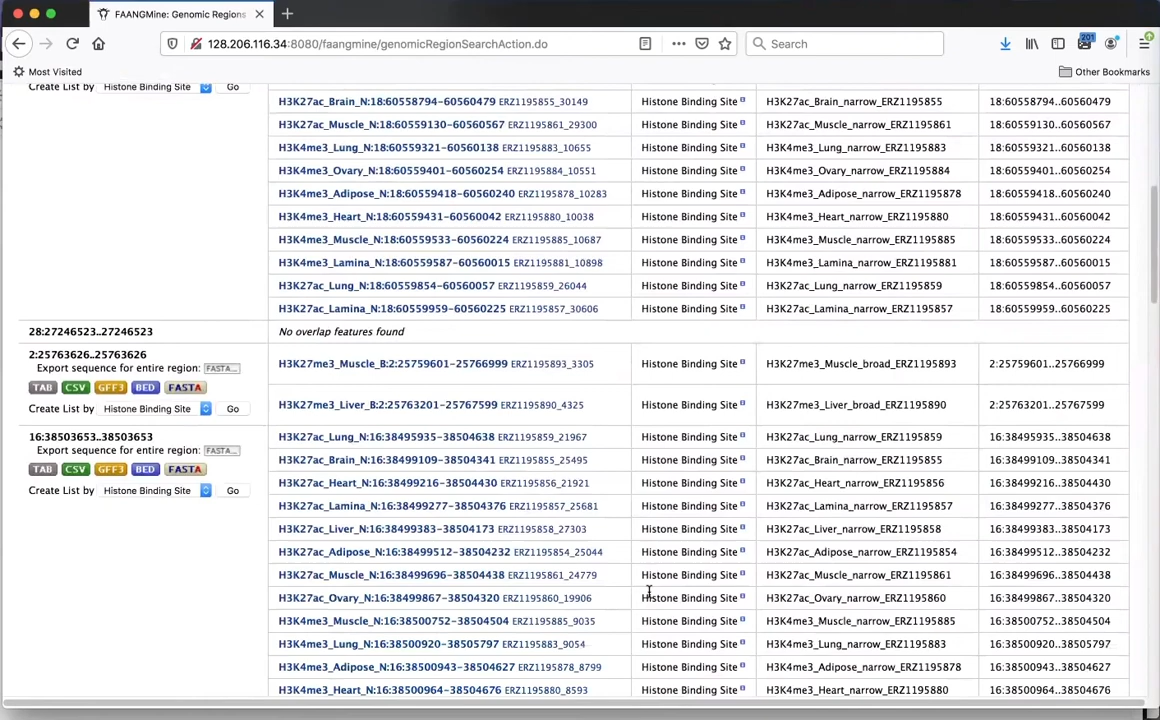 FAANGMine: Genomic Regions
128.206.116.34:8080/faangmine/genomicRegionSearchAction.do
Search
201
Most Visited
Other Bookmarks
Create List by Histone Binding Site Go
H3K27ac_Brain_N:18:60558794-60560479 ERZ1195855_30149 Histone Binding Site H3K27ac_Brain_narrow_ERZ1195855 18:60558794..60560479
H3K27ac_Muscle_N:18:60559130-60560567 ERZ1195861_29300 Histone Binding Site H3K27ac_Muscle_narrow_ERZ1195861 18:60559130..60560567
H3K4me3_Lung_N:18:60559321-60560138 ERZ1195883_10655 Histone Binding Site H3K4me3_Lung_narrow_ERZ1195883 18:60559321..60560138
H3K4me3_Ovary_N:18:60559401-60560254 ERZ1195884_10551 Histone Binding Site H3K4me3_Ovary_narrow_ERZ1195884 18:60559401..60560254
H3K4me3_Adipose_N:18:60559418-60560240 ERZ1195878_10283 Histone Binding Site H3K4me3_Adipose_narrow_ERZ1195878 18:60559418..60560240
H3K4me3_Heart_N:18:60559431-60560042 ERZ1195880_10038 Histone Binding Site H3K4me3_Heart_narrow_ERZ1195880 18:60559431..60560042
H3K4me3_Muscle_N:18:60559533-60560224 ERZ1195885_10687 Histone Binding Site H3K4me3_Muscle_narrow_ERZ1195885 18:60559533..60560224
H3K4me3_Lamina_N:18:60559587-60560015 ERZ1195881_10898 Histone Binding Site H3K4me3_Lamina_narrow_ERZ1195881 18:60559587..60560015
H3K27ac_Lung_N:18:60559854-60560057 ERZ1195859_26044 Histone Binding Site H3K27ac_Lung_narrow_ERZ1195859 18:60559854..60560057
H3K27ac_Lamina_N:18:60559959-60560225 ERZ1195857_30606 Histone Binding Site H3K27ac_Lamina_narrow_ERZ1195857 18:60559959..60560225
28:27246523..27246523 No overlap features found
2:25763626..25763626
Export sequence for entire region: FASTA...
TAB CSV GFF3 BED FASTA
Create List by Histone Binding Site Go
H3K27me3_Muscle_B:2:25759601-25766999 ERZ1195893_3305 Histone Binding Site H3K27me3_Muscle_broad_ERZ1195893 2:25759601..25766999
H3K27me3_Liver_B:2:25763201-25767599 ERZ1195890_4325 Histone Binding Site H3K27me3_Liver_broad_ERZ1195890 2:25763201..25767599
16:38503653..38503653
Export sequence for entire region: FASTA...
TAB CSV GFF3 BED FASTA
Create List by Histone Binding Site Go
H3K27ac_Lung_N:16:38495935-38504638 ERZ1195859_21967 Histone Binding Site H3K27ac_Lung_narrow_ERZ1195859 16:38495935..38504638
H3K27ac_Brain_N:16:38499109-38504341 ERZ1195855_25495 Histone Binding Site H3K27ac_Brain_narrow_ERZ1195855 16:38499109..38504341
H3K27ac_Heart_N:16:38499216-38504430 ERZ1195856_21921 Histone Binding Site H3K27ac_Heart_narrow_ERZ1195856 16:38499216..38504430
H3K27ac_Lamina_N:16:38499277-38504376 ERZ1195857_25681 Histone Binding Site H3K27ac_Lamina_narrow_ERZ1195857 16:38499277..38504376
H3K27ac_Liver_N:16:38499383-38504173 ERZ1195858_27303 Histone Binding Site H3K27ac_Liver_narrow_ERZ1195858 16:38499383..38504173
H3K27ac_Adipose_N:16:38499512-38504232 ERZ1195854_25044 Histone Binding Site H3K27ac_Adipose_narrow_ERZ1195854 16:38499512..38504232
H3K27ac_Muscle_N:16:38499696-38504438 ERZ1195861_24779 Histone Binding Site H3K27ac_Muscle_narrow_ERZ1195861 16:38499696..38504438
H3K27ac_Ovary_N:16:38499867-38504320 ERZ1195860_19906 Histone Binding Site H3K27ac_Ovary_narrow_ERZ1195860 16:38499867..38504320
H3K4me3_Muscle_N:16:38500752-38504504 ERZ1195885_9035 Histone Binding Site H3K4me3_Muscle_narrow_ERZ1195885 16:38500752..38504504
H3K4me3_Lung_N:16:38500920-38505797 ERZ1195883_9054 Histone Binding Site H3K4me3_Lung_narrow_ERZ1195883 16:38500920..38505797
H3K4me3_Adipose_N:16:38500943-38504627 ERZ1195878_8799 Histone Binding Site H3K4me3_Adipose_narrow_ERZ1195878 16:38500943..38504627
H3K4me3_Heart_N:16:38500964-38504676 ERZ1195880_8593 Histone Binding Site H3K4me3_Heart_narrow_ERZ1195880 16:38500964..38504676